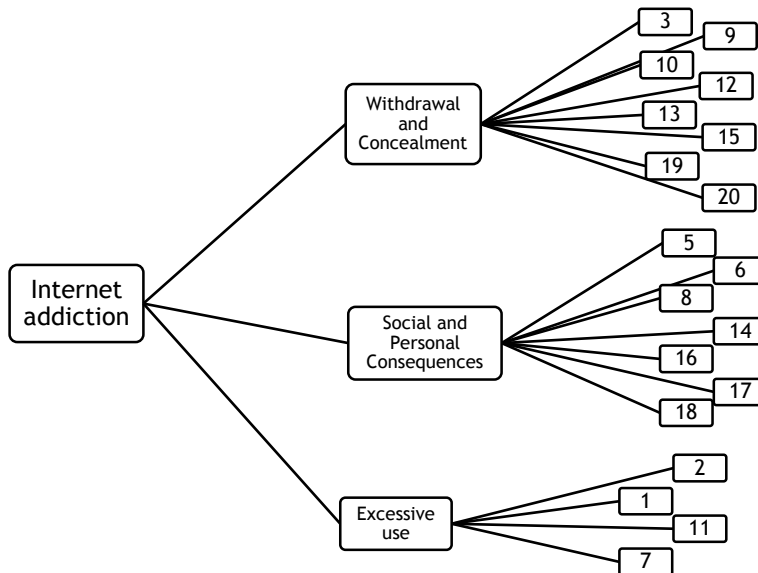 Internet
addiction
Withdrawal
and
Concealment
3
9
10
12
13
15
19
20
Social and
Personal
Consequences
5
6
8
14
16
17
18
Excessive
use
2
1
11
7